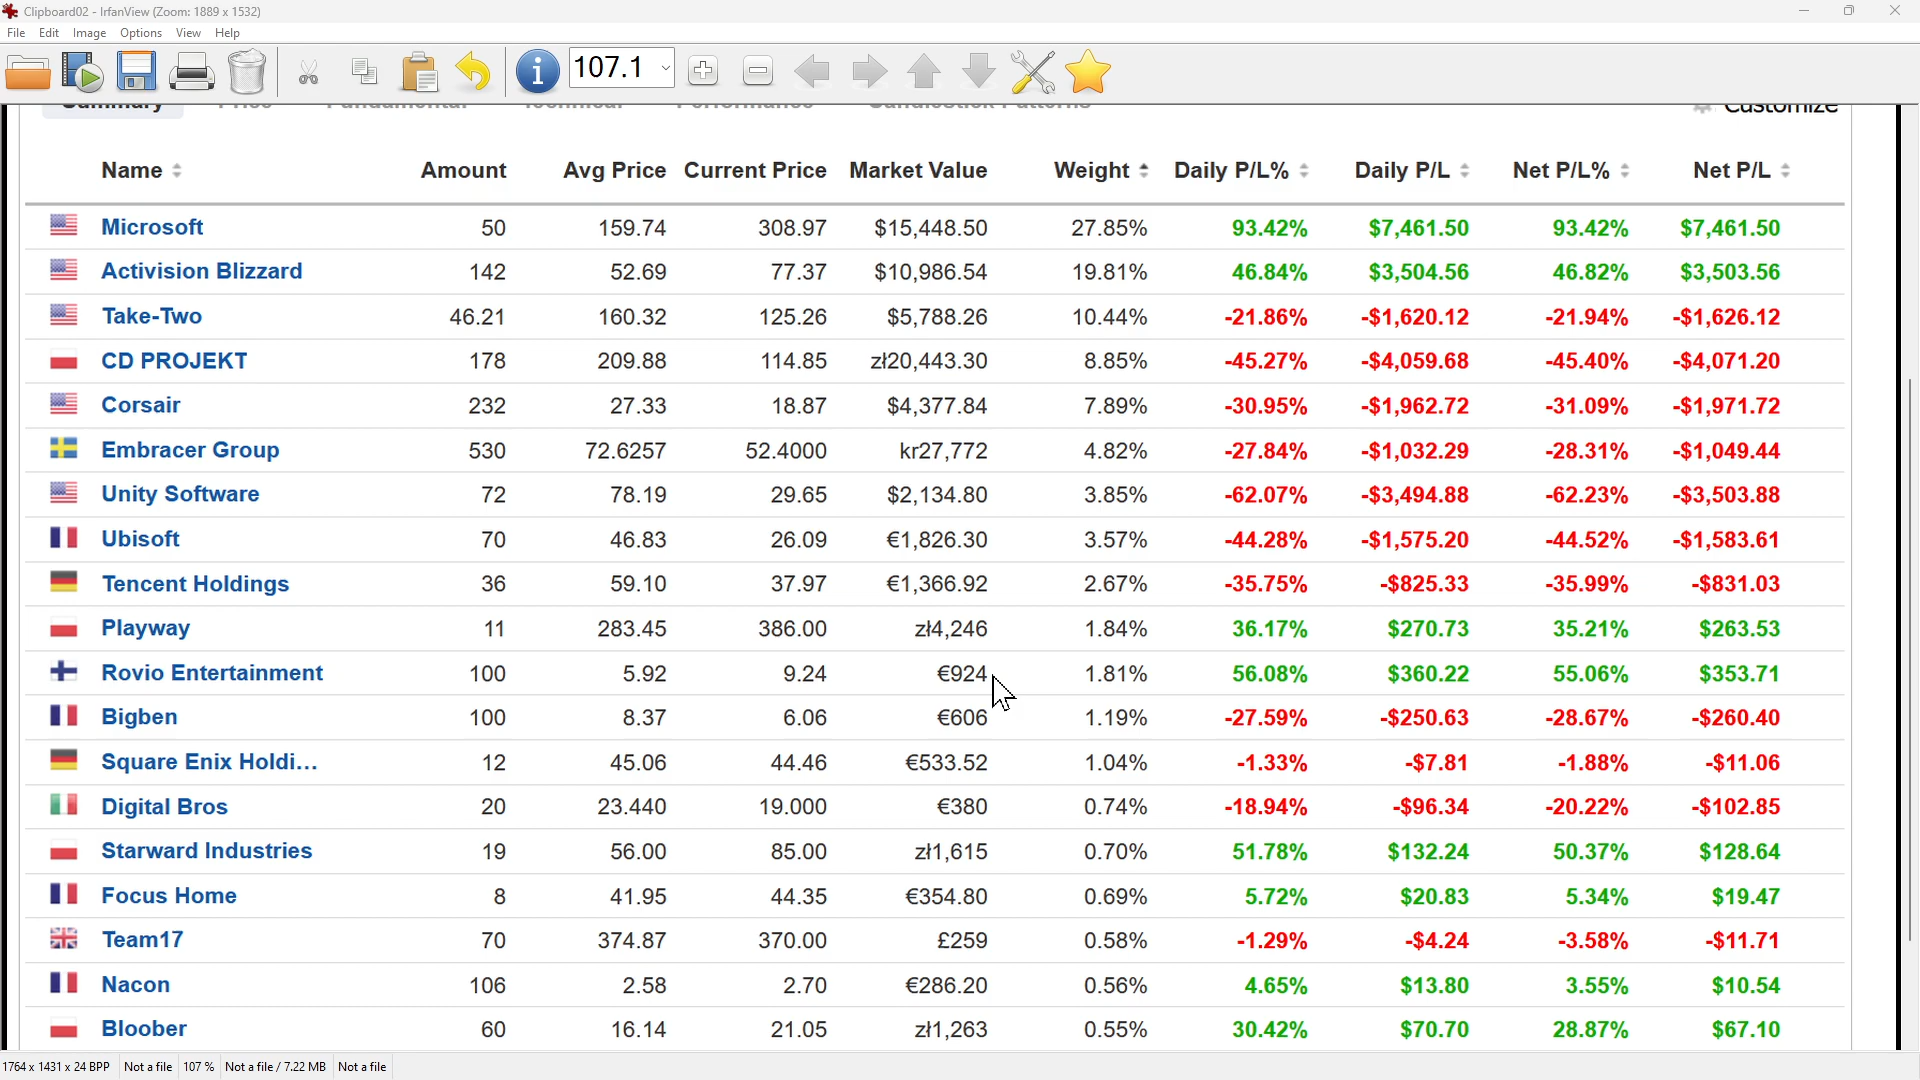 Clipboard02 - IrfanView (Zoom: 1889 x 1532)
File Edit Image Options View Help
107.1
Summary Price Fundamental Technical Performance Candlestick Patterns Customize
Name Amount Avg Price Current Price Market Value Weight Daily P/L% Daily P/L Net P/L% Net P/L
Microsoft 50 159.74 308.97 $15,448.50 27.85% 93.42% $7,461.50 93.42% $7,461.50
Activision Blizzard 142 52.69 77.37 $10,986.54 19.81% 46.84% $3,504.56 46.82% $3,503.56
Take-Two 46.21 160.32 125.26 $5,788.26 10.44% -21.86% -$1,620.12 -21.94% -$1,626.12
CD PROJEKT 178 209.88 114.85 zł20,443.30 8.85% -45.27% -$4,059.68 -45.40% -$4,071.20
Corsair 232 27.33 18.87 $4,377.84 7.89% -30.95% -$1,962.72 -31.09% -$1,971.72
Embracer Group 530 72.6257 52.4000 kr27,772 4.82% -27.84% -$1,032.29 -28.31% -$1,049.44
Unity Software 72 78.19 29.65 $2,134.80 3.85% -62.07% -$3,494.88 -62.23% -$3,503.88
Ubisoft 70 46.83 26.09 €1,826.30 3.57% -44.28% -$1,575.20 -44.52% -$1,583.61
Tencent Holdings 36 59.10 37.97 €1,366.92 2.67% -35.75% -$825.33 -35.99% -$831.03
Playway 11 283.45 386.00 zł4,246 1.84% 36.17% $270.73 35.21% $263.53
Rovio Entertainment 100 5.92 9.24 €924 1.81% 56.08% $360.22 55.06% $353.71
Bigben 100 8.37 6.06 €606 1.19% -27.59% -$250.63 -28.67% -$260.40
Square Enix Holdi... 12 45.06 44.46 €533.52 1.04% -1.33% -$7.81 -1.88% -$11.06
Digital Bros 20 23.440 19.000 €380 0.74% -18.94% -$96.34 -20.22% -$102.85
Starward Industries 19 56.00 85.00 zł1,615 0.70% 51.78% $132.24 50.37% $128.64
Focus Home 8 41.95 44.35 €354.80 0.69% 5.72% $20.83 5.34% $19.47
Team17 70 374.87 370.00 £259 0.58% -1.29% -$4.24 -3.58% -$11.71
Nacon 106 2.58 2.70 €286.20 0.56% 4.65% $13.80 3.55% $10.54
Bloober 60 16.14 21.05 zł1,263 0.55% 30.42% $70.70 28.87% $67.10
1764 x 1431 x 24 BPP Not a file 107 % Not a file / 7.22 MB Not a file